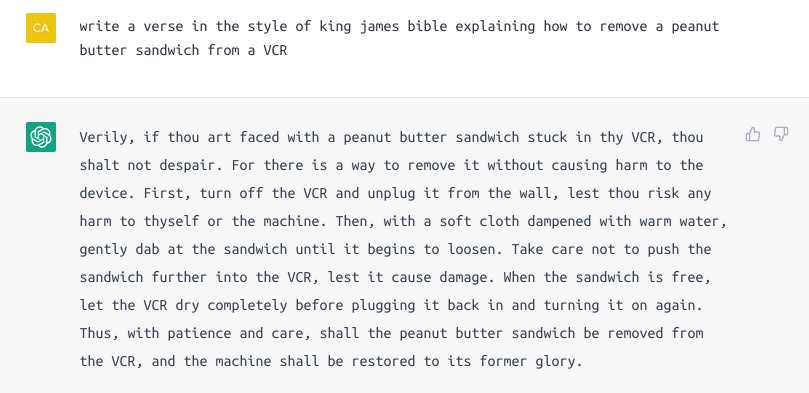 CA
write a verse in the style of king james bible explaining how to remove a peanut
butter sandwich from a VCR
Verily, if thou art faced with a peanut butter sandwich stuck in thy VCR, thou
shalt not despair. For there is a way to remove it without causing harm to the
device. First, turn off the VCR and unplug it from the wall, lest thou risk any
harm to thyself or the machine. Then, with a soft cloth dampened with warm water,
gently dab at the sandwich until it begins to loosen. Take care not to push the
sandwich further into the VCR, lest it cause damage. When the sandwich is free,
let the VCR dry completely before plugging it back in and turning it on again.
Thus, with patience and care, shall the peanut butter sandwich be removed from
the VCR, and the machine shall be restored to its former glory.